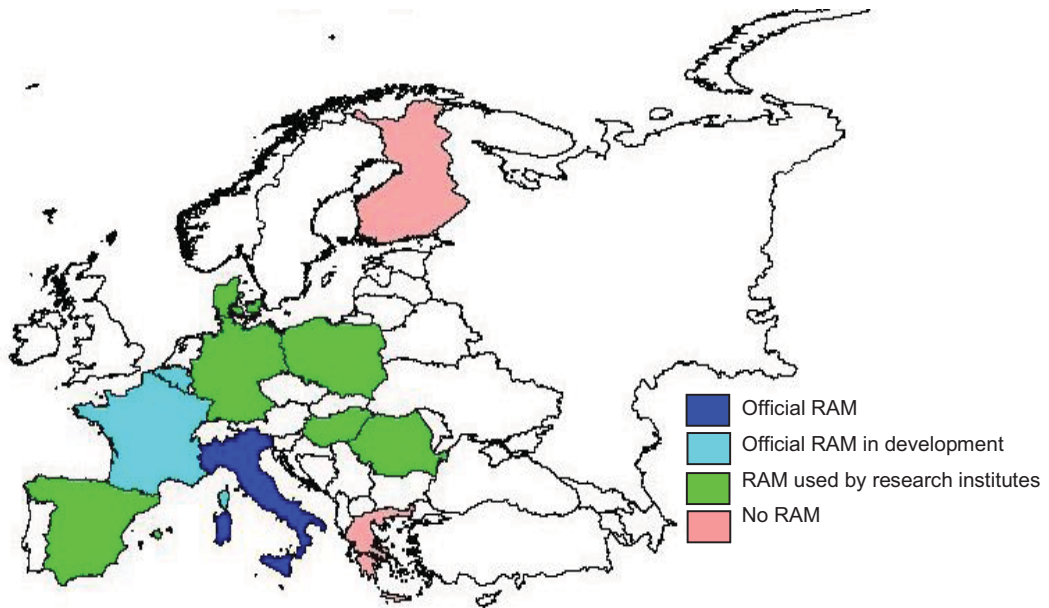 Official RAM
Official RAM in development
RAM used by research institutes
No RAM